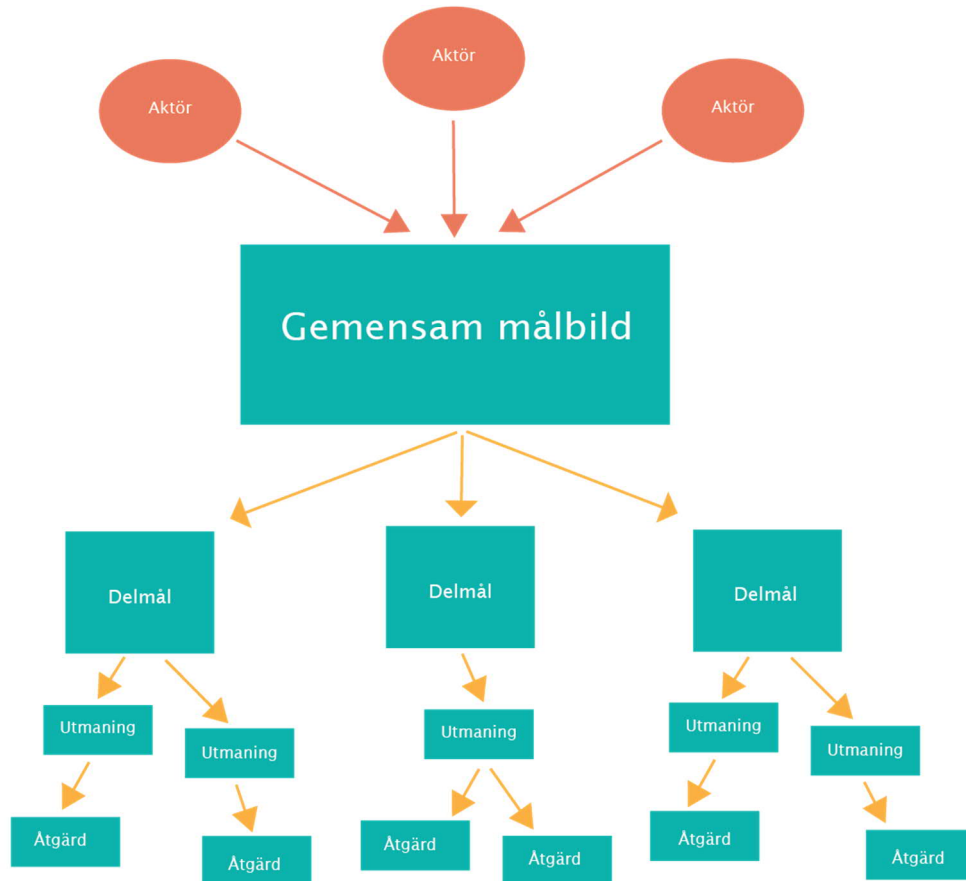 Aktör
Aktör
Aktör
Gemensam målbild
Delmål
Delmål
Delmål
Utmaning
Utmaning
Utmaning
Utmaning
Utmaning
Åtgärd
Åtgärd
Åtgärd
Åtgärd
Åtgärd
Åtgärd